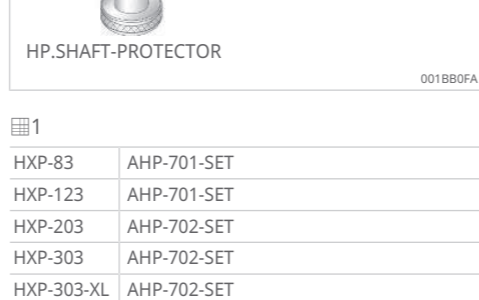 HP.SHAFT-PROTECTOR
001BB0FA
1
HXP-83 AHP-701-SET
HXP-123 AHP-701-SET
HXP-203 AHP-702-SET
HXP-303 AHP-702-SET
HXP-303-XL AHP-702-SET